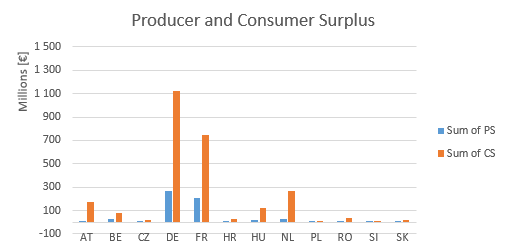 Producer and Consumer Surplus
Millions [€]
1 500
1 300
1 100
900
700
500
300
100
-100
AT BE CZ DE FR HR HU NL PL RO SI SK
Sum of PS
Sum of CS